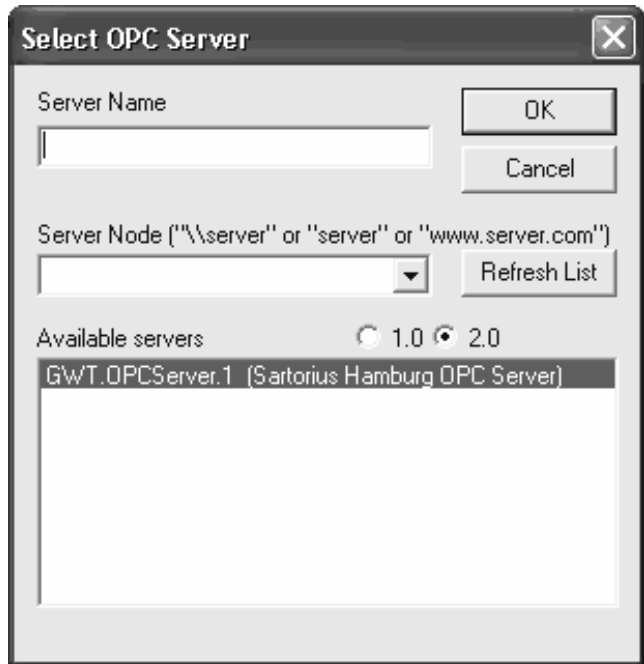 Select OPC Server
Server Name
OK
Cancel
Server Node ("\\server" or "server" or "www.server.com")
Refresh List
Available servers 1.0 2.0
GWT.OPCServer.1 (Sartorius Hamburg OPC Server)